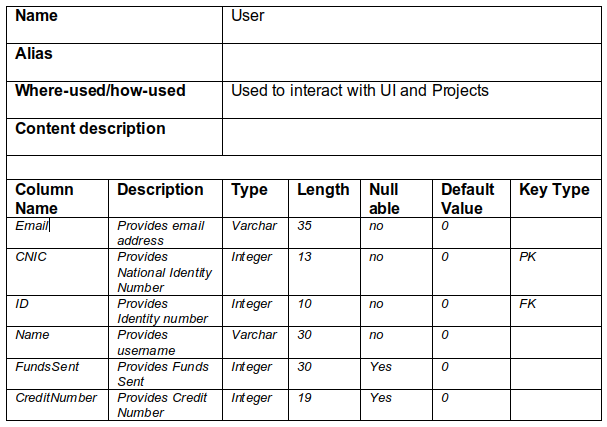 Name User
Alias
Where-used/how-used Used to interact with UI and Projects
Content description
Column Description Type Length Null Default Key Type
Name able Value
Email Provides email Varchar 35 no 0
address
CNIC Provides Integer 13 no 0 PK
National Identity
Number
ID Provides Integer 10 no 0 FK
Identity number
Name Provides Varchar 30 no 0
username
FundsSent Provides Funds Integer 30 Yes 0
Sent
CreditNumber Provides Credit Integer 19 Yes 0
Number